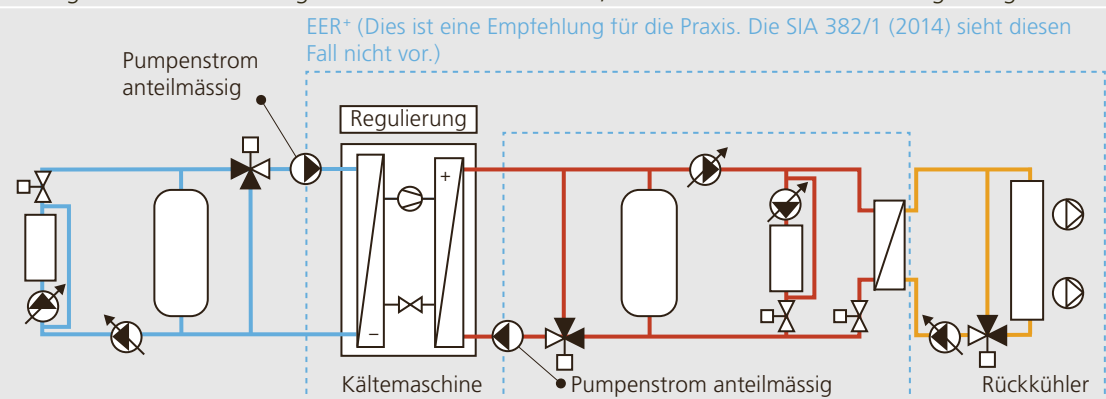 EER⁺ (Dies ist eine Empfehlung für die Praxis. Die SIA 382/1 (2014) sieht diesen
Fall nicht vor.)
Pumpenstrom
anteilmässig
Regulierung
+
–
Kältemaschine
Pumpenstrom anteilmässig
Rückkühler